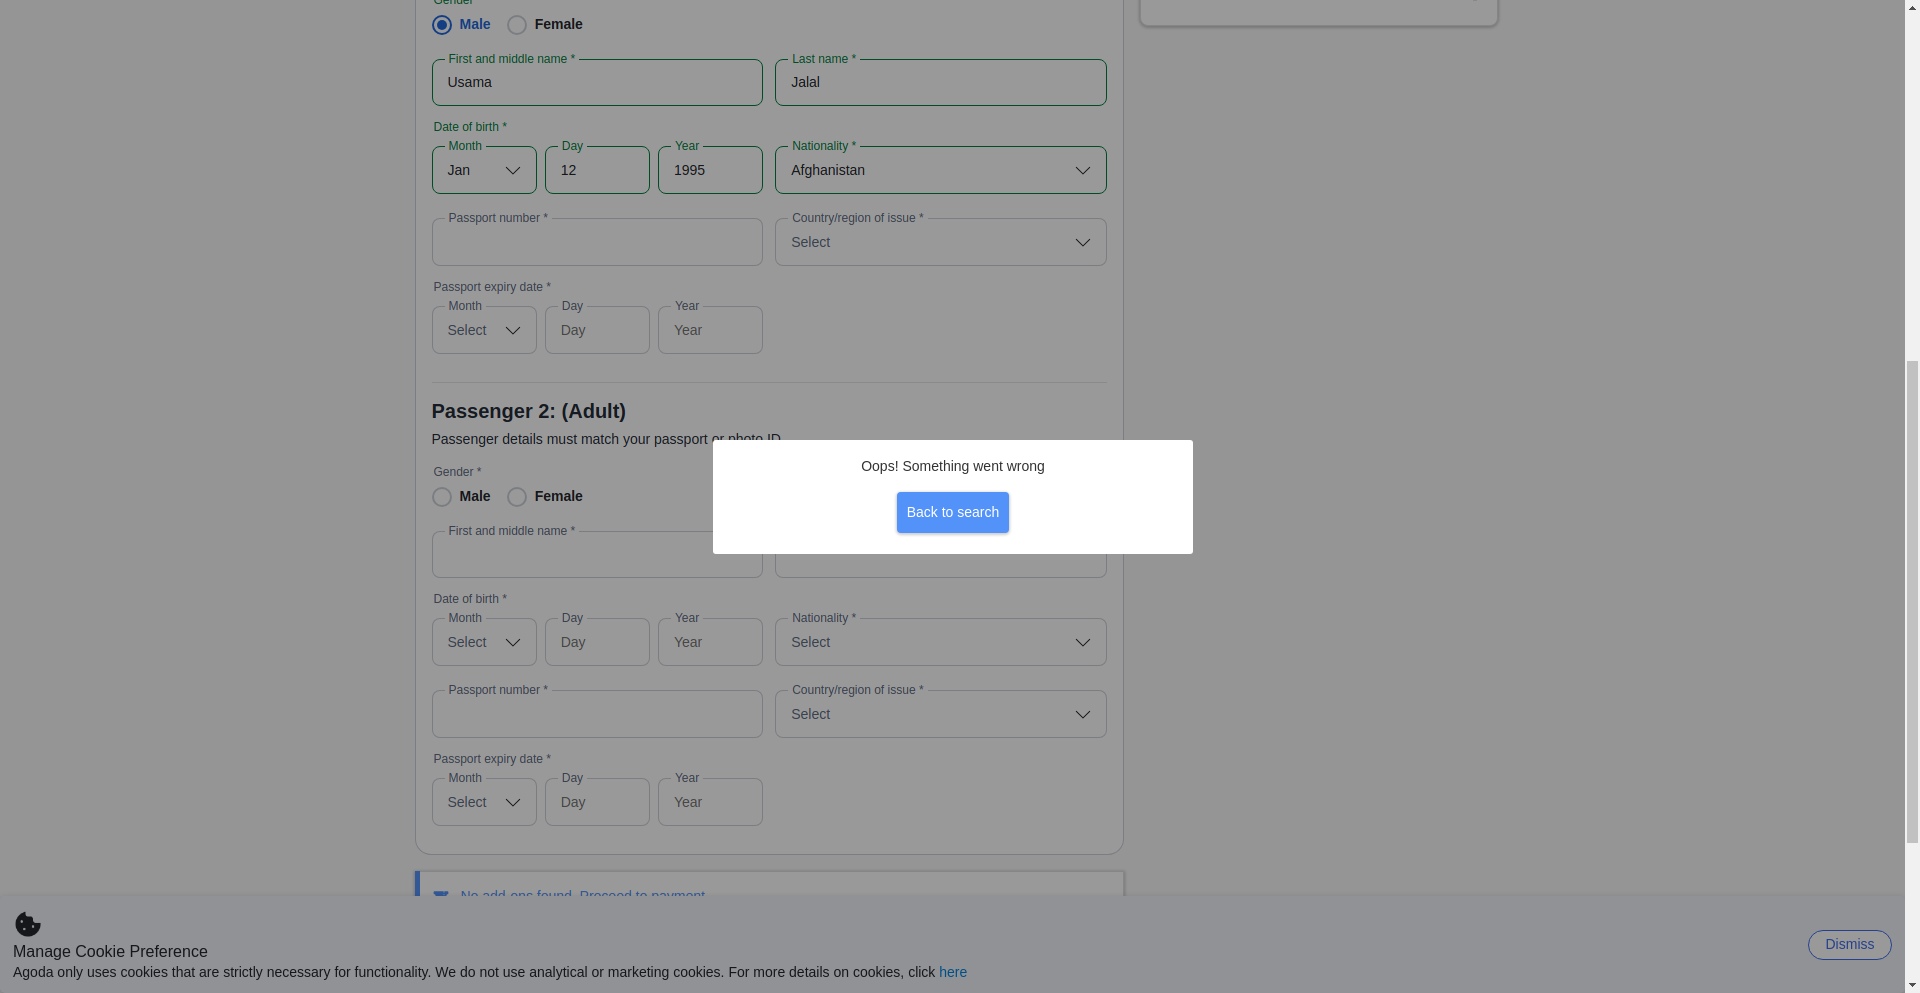 Gender
Male
Female
First and middle name *
Last name *
Usama
Jalal
Date of birth *
Month
Day
Year
Nationality *
Jan
12
1995
Afghanistan
Passport number *
Country/region of issue *
Select
Passport expiry date *
Month
Day
Year
Select
Day
Year
Passenger 2: (Adult)
Passenger details must match your passport or photo ID
Oops! Something went wrong
Back to search
Gender *
Male
Female
First and middle name *
Date of birth *
Month
Day
Year
Nationality *
Select
Day
Year
Select
Passport number *
Country/region of issue *
Select
Passport expiry date *
Month
Day
Year
Select
Day
Year
No add-ons found. Proceed to payment
Manage Cookie Preference
Agoda only uses cookies that are strictly necessary for functionality. We do not use analytical or marketing cookies. For more details on cookies, click here
Dismiss